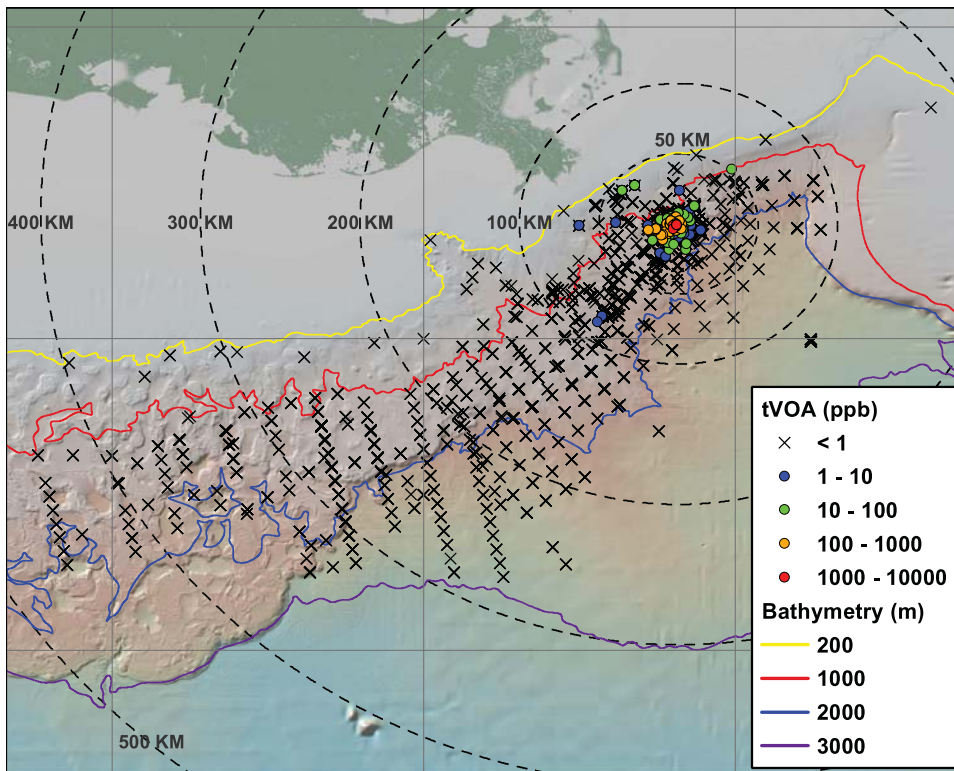 50 KM
400 KM
300 KM
200 KM
100 KM
500 KM
tVOA (ppb)
< 1
1 - 10
10 - 100
100 - 1000
1000 - 10000
Bathymetry (m)
200
1000
2000
3000